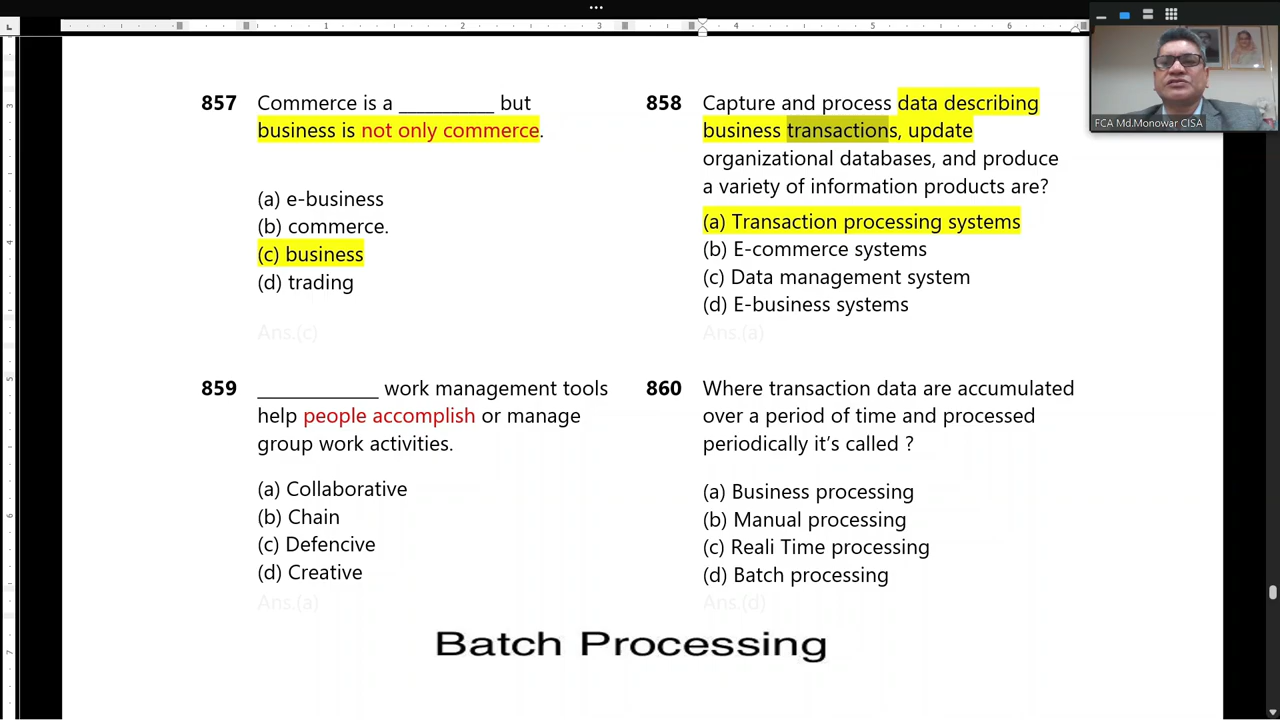 FCA Md.Monowar CISA
857 Commerce is a __________ but
business is not only commerce.
(a) e-business
(b) commerce.
(c) business
(d) trading
Ans.(c)
858 Capture and process data describing
business transactions, update
organizational databases, and produce
a variety of information products are?
(a) Transaction processing systems
(b) E-commerce systems
(c) Data management system
(d) E-business systems
Ans.(a)
859 ____________ work management tools
help people accomplish or manage
group work activities.
(a) Collaborative
(b) Chain
(c) Defencive
(d) Creative
Ans.(a)
860 Where transaction data are accumulated
over a period of time and processed
periodically it’s called ?
(a) Business processing
(b) Manual processing
(c) Reali Time processing
(d) Batch processing
Ans.(d)
Batch Processing